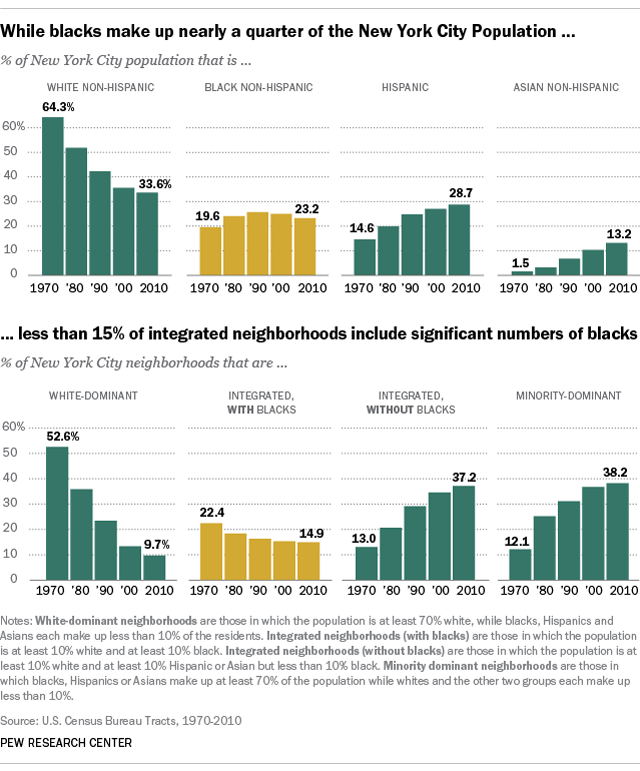 While blacks make up nearly a quarter of the New York City Population ...
% of New York City population that is ...
WHITE NON-HISPANIC
BLACK NON-HISPANIC
HISPANIC
ASIAN NON-HISPANIC
64.3%
60%
50
40
30
20
10
0
33.6%
19.6
23.2
14.6
28.7
1.5
13.2
1970 ’80 ’90 ’00 2010
1970 ’80 ’90 ’00 2010
1970 ’80 ’90 ’00 2010
1970 ’80 ’90 ’00 2010
... less than 15% of integrated neighborhoods include significant numbers of blacks
% of New York City neighborhoods that are ...
WHITE-DOMINANT
INTEGRATED,
WITH BLACKS
INTEGRATED,
WITHOUT BLACKS
MINORITY-DOMINANT
60%
50
40
30
20
10
0
52.6%
9.7%
22.4
14.9
13.0
37.2
12.1
38.2
1970 ’80 ’90 ’00 2010
1970 ’80 ’90 ’00 2010
1970 ’80 ’90 ’00 2010
1970 ’80 ’90 ’00 2010
Notes: White-dominant neighborhoods are those in which the population is at least 70% white, while blacks, Hispanics and
Asians each make up less than 10% of the residents. Integrated neighborhoods (with blacks) are those in which the population
is at least 10% white and at least 10% black. Integrated neighborhoods (without blacks) are those in which the population is at
least 10% white and at least 10% Hispanic or Asian but less than 10% black. Minority dominant neighborhoods are those in
which blacks, Hispanics or Asians make up at least 70% of the population while whites and the other two groups each make up
less than 10%.
Source: U.S. Census Bureau Tracts, 1970-2010
PEW RESEARCH CENTER